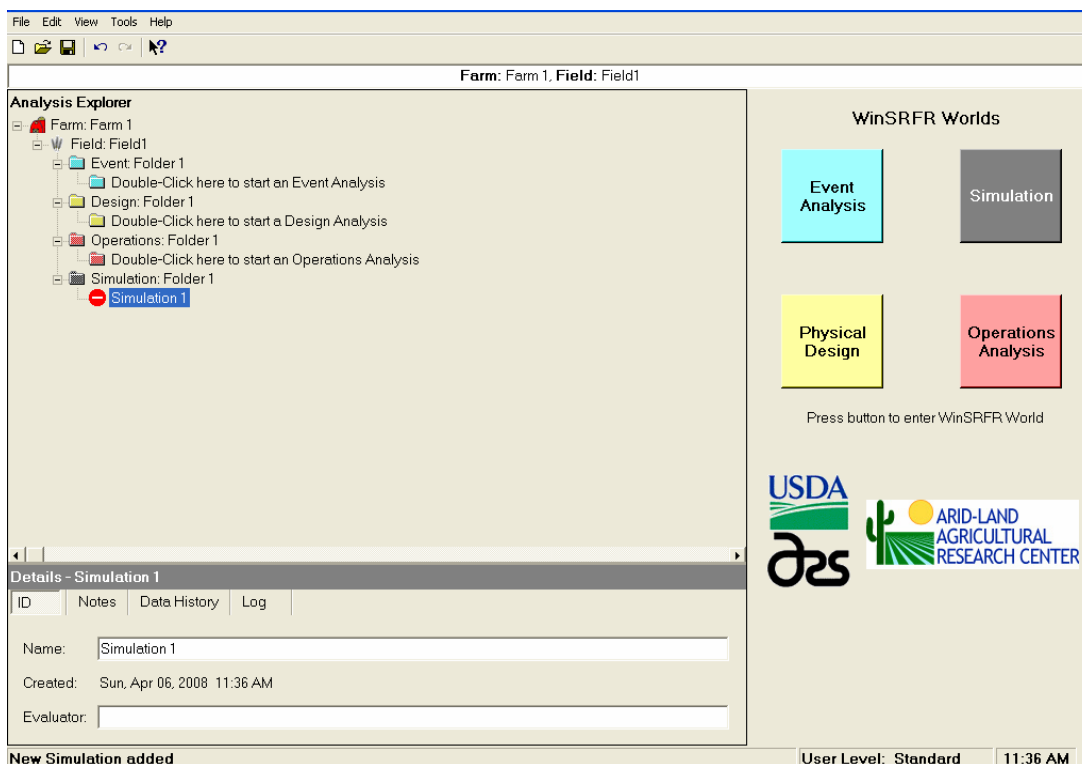 File Edit View Tools Help
Farm: Farm 1, Field: Field1
Analysis Explorer
Farm: Farm 1
Field: Field1
Event: Folder 1
Double-Click here to start an Event Analysis
Design: Folder 1
Double-Click here to start a Design Analysis
Operations: Folder 1
Double-Click here to start an Operations Analysis
Simulation: Folder 1
Simulation 1
WinSRFR Worlds
Event
Analysis
Simulation
Physical
Design
Operations
Analysis
Press button to enter WinSRFR World
USDA
ars
ARID-LAND
AGRICULTURAL
RESEARCH CENTER
Details - Simulation 1
ID Notes Data History Log
Name: Simulation 1
Created: Sun, Apr 06, 2008 11:36 AM
Evaluator:
New Simulation added
User Level: Standard
11:36 AM